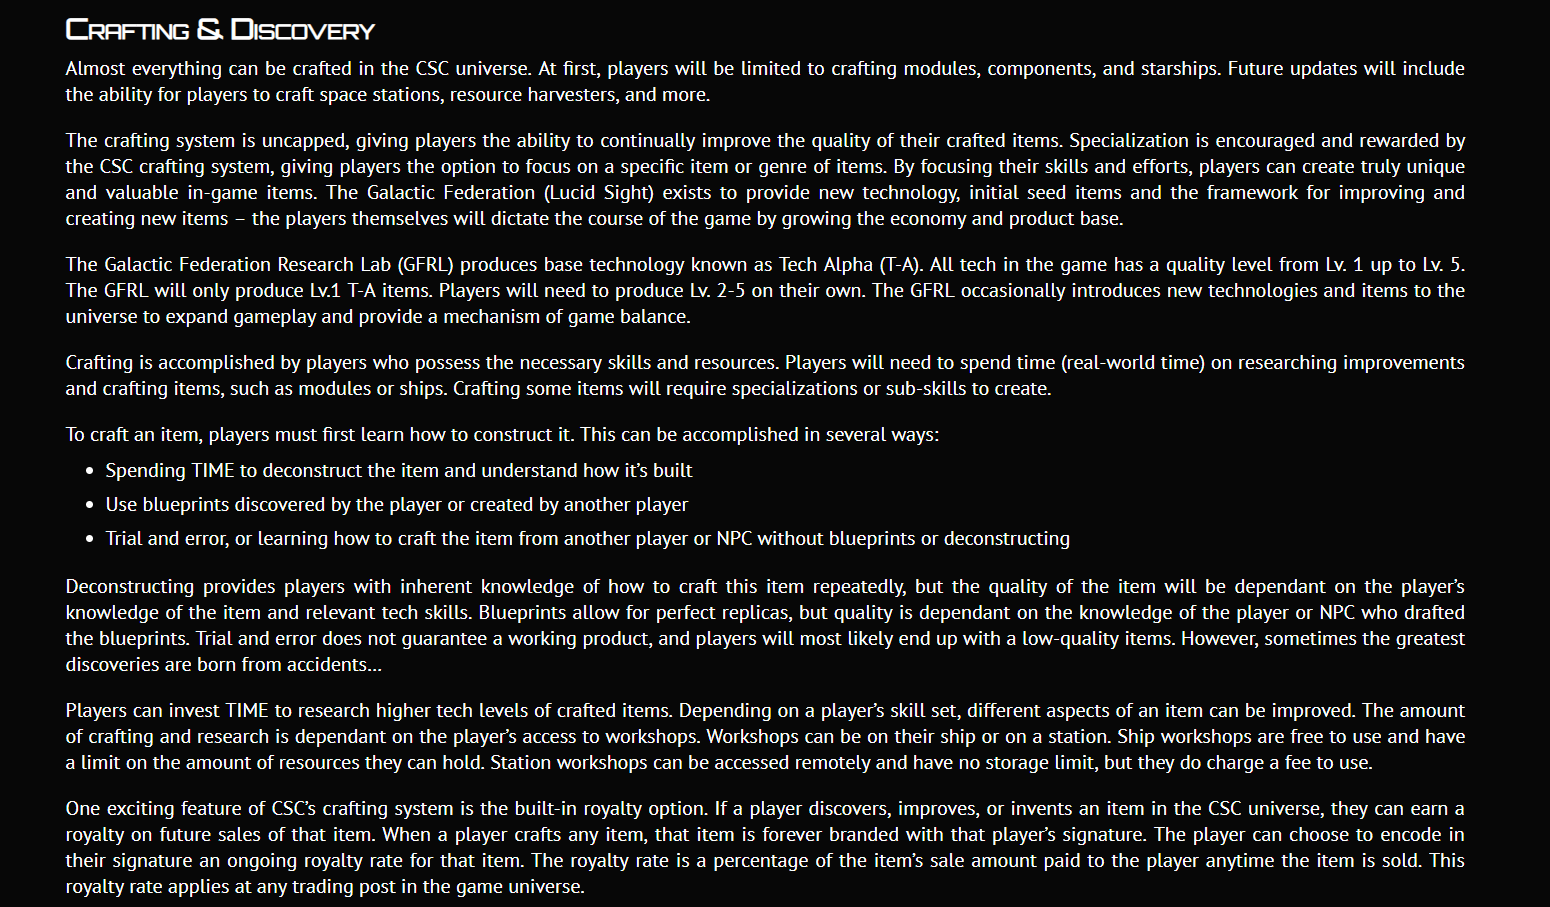 Crafting & Discovery
Almost everything can be crafted in the CSC universe. At first, players will be limited to crafting modules, components, and starships. Future updates will include
the ability for players to craft space stations, resource harvesters, and more.
The crafting system is uncapped, giving players the ability to continually improve the quality of their crafted items. Specialization is encouraged and rewarded by
the CSC crafting system, giving players the option to focus on a specific item or genre of items. By focusing their skills and efforts, players can create truly unique
and valuable in-game items. The Galactic Federation (Lucid Sight) exists to provide new technology, initial seed items and the framework for improving and
creating new items – the players themselves will dictate the course of the game by growing the economy and product base.
The Galactic Federation Research Lab (GFRL) produces base technology known as Tech Alpha (T-A). All tech in the game has a quality level from Lv. 1 up to Lv. 5.
The GFRL will only produce Lv.1 T-A items. Players will need to produce Lv. 2-5 on their own. The GFRL occasionally introduces new technologies and items to the
universe to expand gameplay and provide a mechanism of game balance.
Crafting is accomplished by players who possess the necessary skills and resources. Players will need to spend time (real-world time) on researching improvements
and crafting items, such as modules or ships. Crafting some items will require specializations or sub-skills to create.
To craft an item, players must first learn how to construct it. This can be accomplished in several ways:
• Spending TIME to deconstruct the item and understand how it’s built
• Use blueprints discovered by the player or created by another player
• Trial and error, or learning how to craft the item from another player or NPC without blueprints or deconstructing
Deconstructing provides players with inherent knowledge of how to craft this item repeatedly, but the quality of the item will be dependant on the player’s
knowledge of the item and relevant tech skills. Blueprints allow for perfect replicas, but quality is dependant on the knowledge of the player or NPC who drafted
the blueprints. Trial and error does not guarantee a working product, and players will most likely end up with a low-quality items. However, sometimes the greatest
discoveries are born from accidents…
Players can invest TIME to research higher tech levels of crafted items. Depending on a player’s skill set, different aspects of an item can be improved. The amount
of crafting and research is dependant on the player’s access to workshops. Workshops can be on their ship or on a station. Ship workshops are free to use and have
a limit on the amount of resources they can hold. Station workshops can be accessed remotely and have no storage limit, but they do charge a fee to use.
One exciting feature of CSC’s crafting system is the built-in royalty option. If a player discovers, improves, or invents an item in the CSC universe, they can earn a
royalty on future sales of that item. When a player crafts any item, that item is forever branded with that player’s signature. The player can choose to encode in
their signature an ongoing royalty rate for that item. The royalty rate is a percentage of the item’s sale amount paid to the player anytime the item is sold. This
royalty rate applies at any trading post in the game universe.